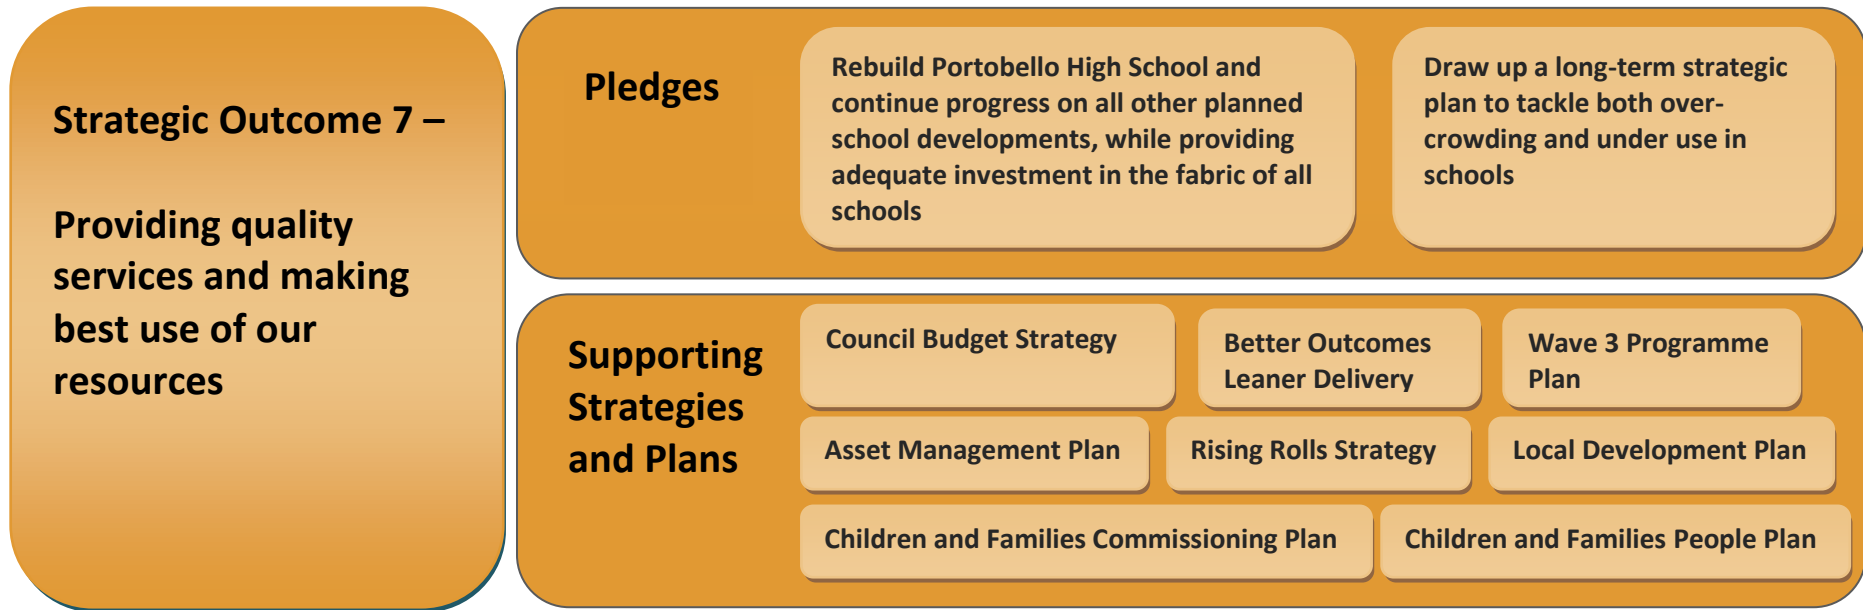 Strategic Outcome 7 –
Providing quality
services and making
best use of our
resources
Pledges
Rebuild Portobello High School and
continue progress on all other planned
school developments, while providing
adequate investment in the fabric of all
schools
Draw up a long-term strategic
plan to tackle both over-
crowding and under use in
schools
Supporting
Strategies
and Plans
Council Budget Strategy
Better Outcomes
Leaner Delivery
Wave 3 Programme
Plan
Asset Management Plan
Rising Rolls Strategy
Local Development Plan
Children and Families Commissioning Plan
Children and Families People Plan